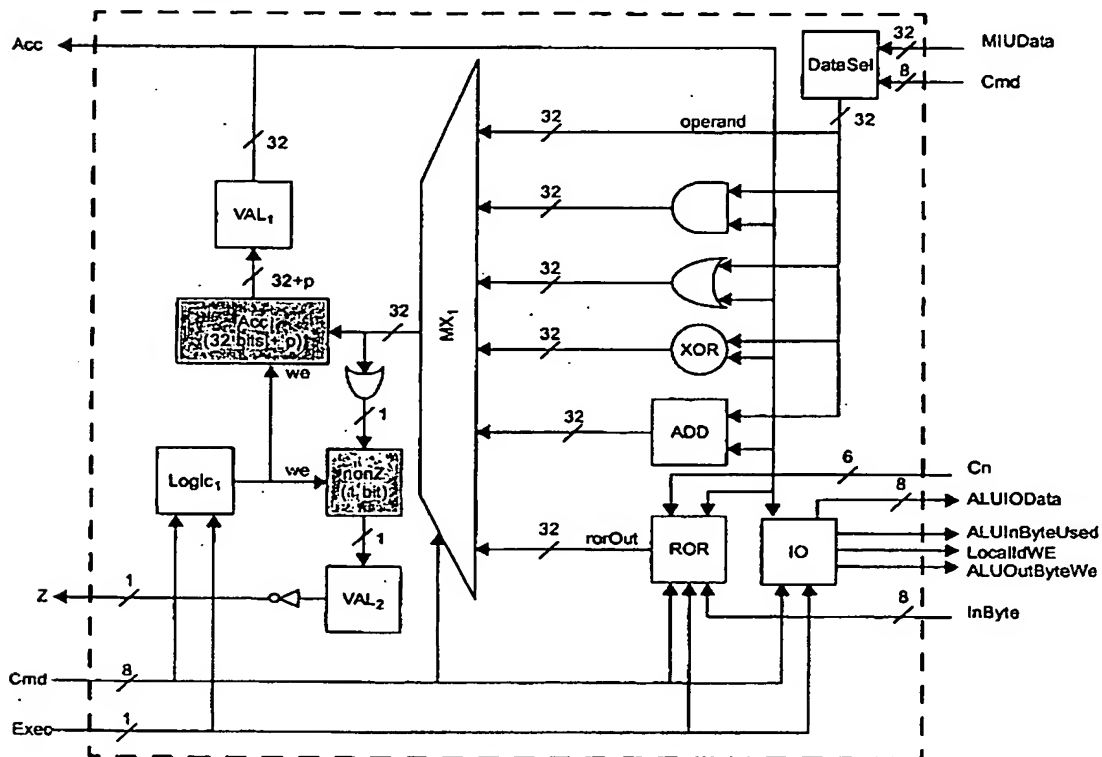 Acc
32
MIUData
DataSel
8
Cmd
32
operand
32
32
VAL₁
32
32+p
32
Acc
(32 bits + p)
32
MX₁
32
XOR
we
1
32
ADD
6
Cn
Logic₁
we
nonZ
(1 bit)
8
ALUIOData
1
32
rorOut
ROR
IO
ALUInByteUsed
LocalIdWE
ALUOutByteWe
Z
1
VAL₂
8
InByte
Cmd
8
Exec
1